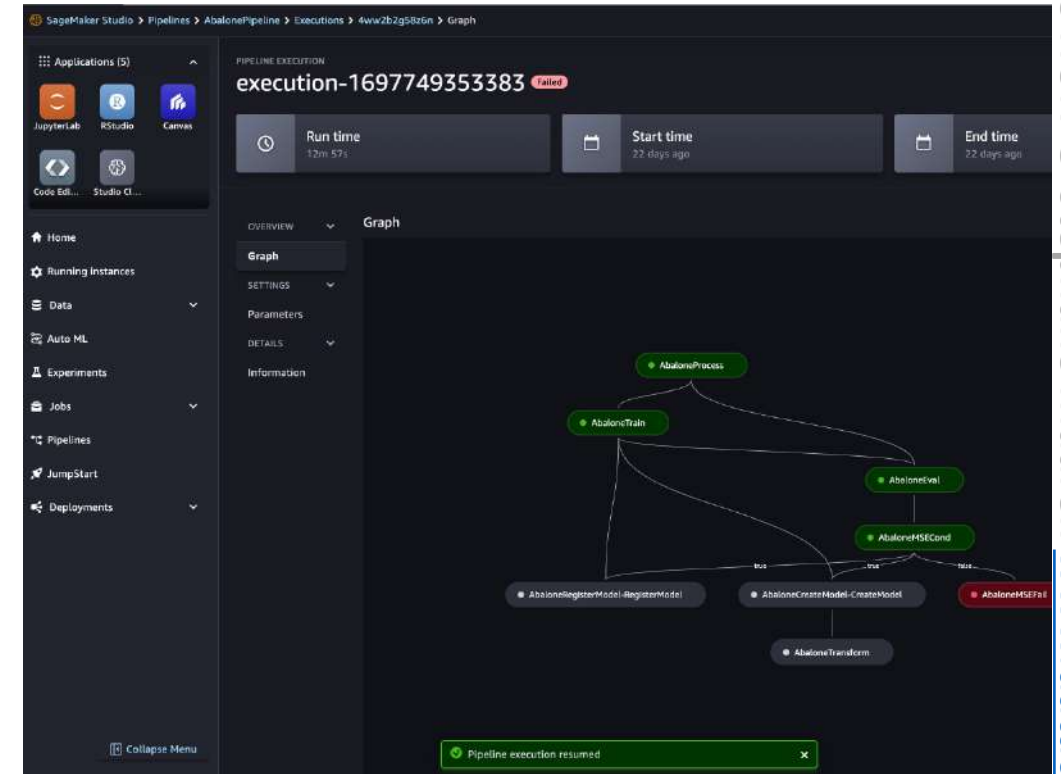 SageMaker Studio > Pipelines > AbalonePipeline > Executions > 4ww2b2g58z6n > Graph
Applications (5)
JupyterLab
RStudio
Canvas
Code Edi...
Studio Cl...
Home
Running instances
Data
Auto ML
Experiments
Jobs
Pipelines
JumpStart
Deployments
Collapse Menu
PIPELINE EXECUTION
execution-1697749353383 Failed
Run time
12m 57s
Start time
22 days ago
End time
22 days ago
OVERVIEW
Graph
SETTINGS
Parameters
DETAILS
Information
Graph
AbaloneProcess
AbaloneTrain
AbaloneEval
AbaloneMSECond
true
true
false
AbaloneRegisterModel-RegisterModel
AbaloneCreateModel-CreateModel
AbaloneMSEFail
AbaloneTransform
Pipeline execution resumed